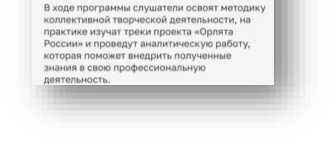 В ходе программы слушатели освоят методику
коллективной творческой деятельности, на
практике изучат треки проекта «Орлята
России» и проведут аналитическую работу,
которая поможет внедрить полученные
знания в свою профессиональную
деятельность.